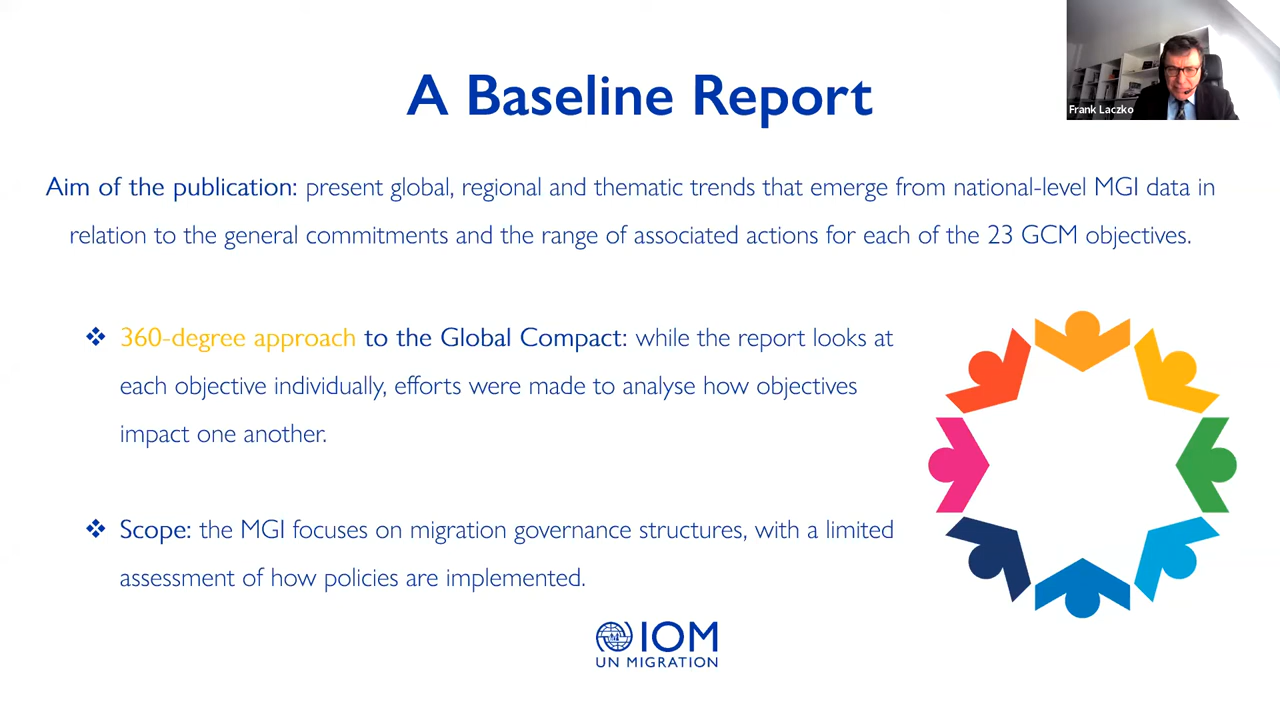 A Baseline Report
Frank Laczko
Aim of the publication: present global, regional and thematic trends that emerge from national-level MGI data in
relation to the general commitments and the range of associated actions for each of the 23 GCM objectives.
❖ 360-degree approach to the Global Compact: while the report looks at
each objective individually, efforts were made to analyse how objectives
impact one another.
❖ Scope: the MGI focuses on migration governance structures, with a limited
assessment of how policies are implemented.
IOM
UN MIGRATION